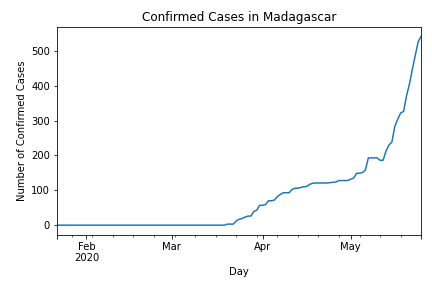 Confirmed Cases in Madagascar
Number of Confirmed Cases
500
400
300
200
100
0
Feb
2020
Mar
Apr
May
Day